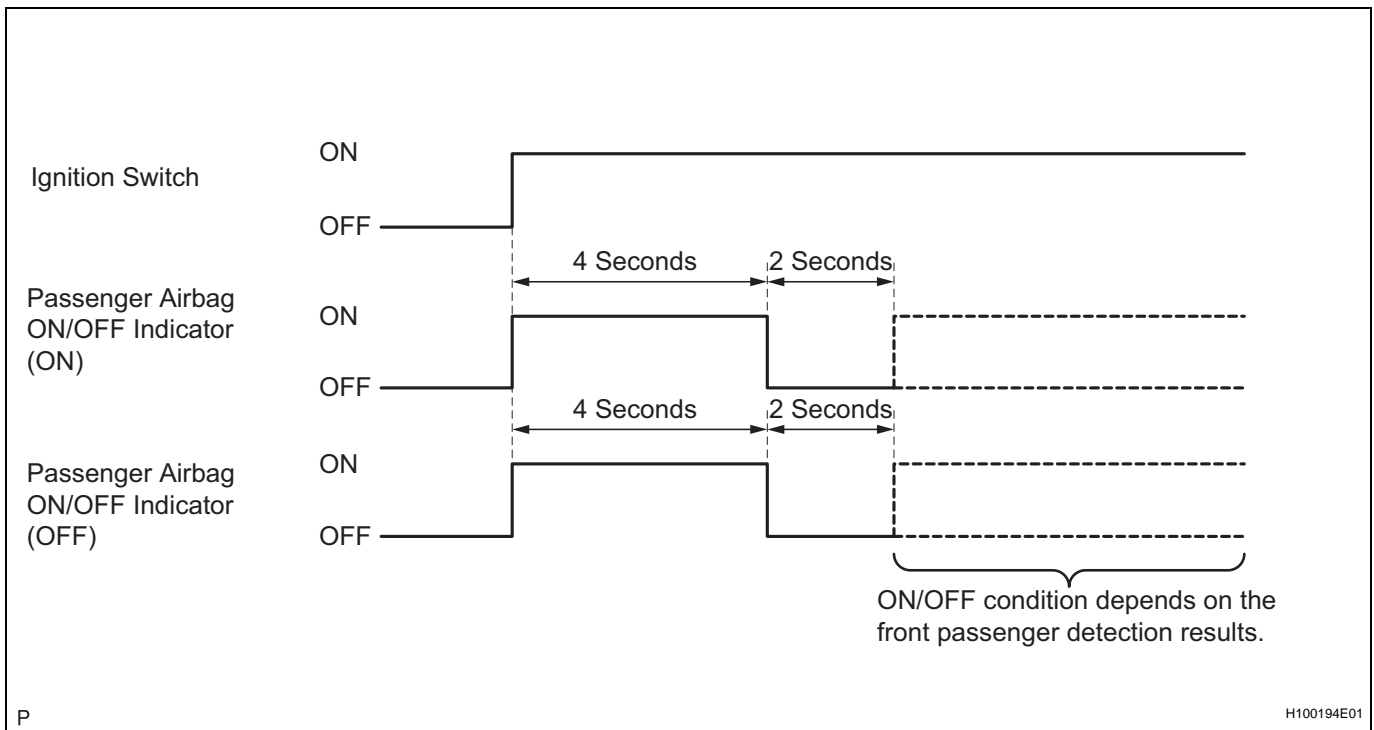 ON
Ignition Switch
OFF
4 Seconds
2 Seconds
Passenger Airbag
ON/OFF Indicator
(ON)
ON
OFF
4 Seconds
2 Seconds
Passenger Airbag
ON/OFF Indicator
(OFF)
ON
OFF
ON/OFF condition depends on the
front passenger detection results.
P
H100194E01